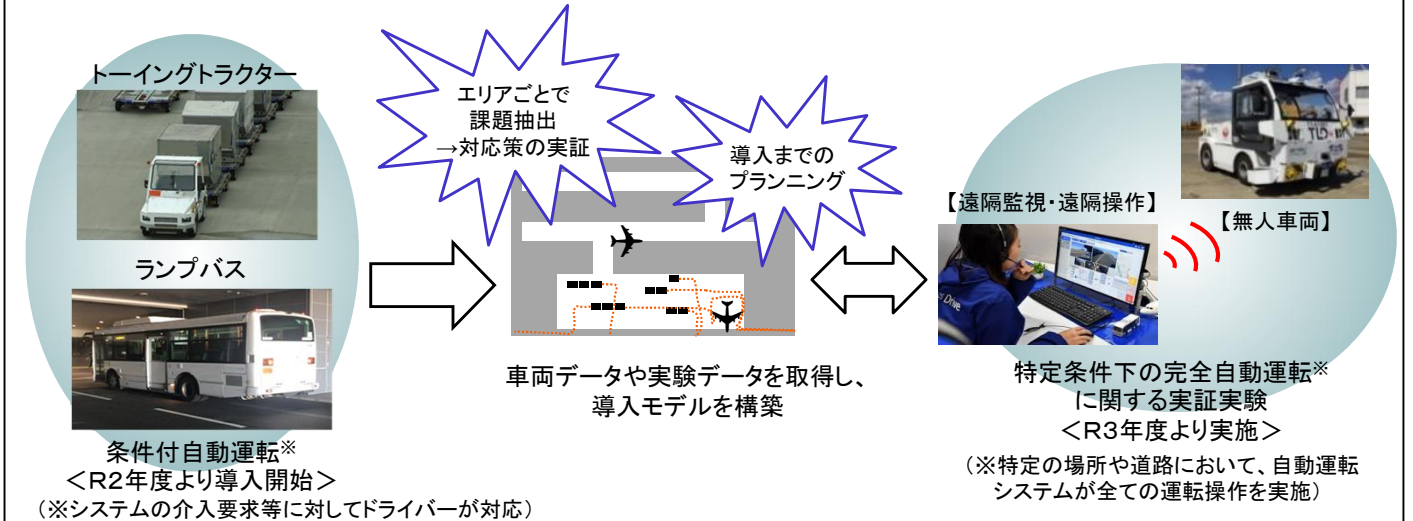 トーイングトラクター
ランプバス
条件付自動運転※
＜R2年度より導入開始＞
（※システムの介入要求等に対してドライバーが対応）
エリアごとで
課題抽出
→対応策の実証
導入までの
プランニング
車両データや実験データを取得し、
導入モデルを構築
【遠隔監視・遠隔操作】
【無人車両】
TLD
特定条件下の完全自動運転※
に関する実証実験
＜R3年度より実施＞
（※特定の場所や道路において、自動運転
システムが全ての運転操作を実施）